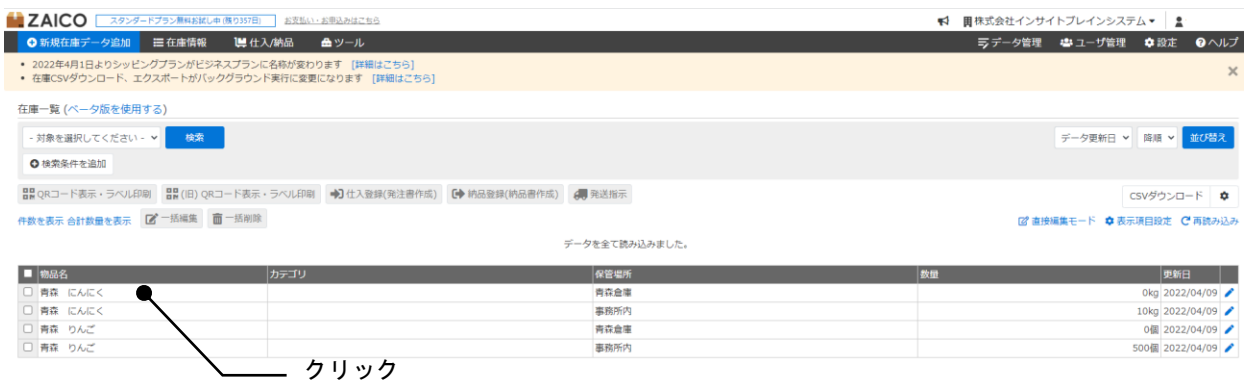 ZAICO スタンダードプラン無料お試し中 (残り357日) お支払い・お申込みはこちら 株式会社インサイトブレインシステム
新規在庫データ追加 在庫情報 仕入/納品 ツール データ管理 ユーザ管理 設定 ヘルプ
• 2022年4月1日よりシッピングプランがビジネスプランに名称が変わります [詳細はこちら]
• 在庫CSVダウンロード、エクスポートがバックグラウンド実行に変更になります [詳細はこちら]
×
在庫一覧 (ベータ版を使用する)
- 対象を選択してください - 検索 データ更新日 降順 並び替え
検索条件を追加
QRコード表示・ラベル印刷 (旧) QRコード表示・ラベル印刷 仕入登録(発注書作成) 納品登録(納品書作成) 発送指示 CSVダウンロード
件数を表示 合計数量を表示 一括編集 一括削除 直接編集モード 表示項目設定 再読み込み
データを全て読み込みました。
物品名 カテゴリ 保管場所 数量 更新日
青森 にんにく 青森倉庫 0kg 2022/04/09
青森 にんにく 事務所内 10kg 2022/04/09
青森 りんご 青森倉庫 0個 2022/04/09
青森 りんご 事務所内 500個 2022/04/09
クリック